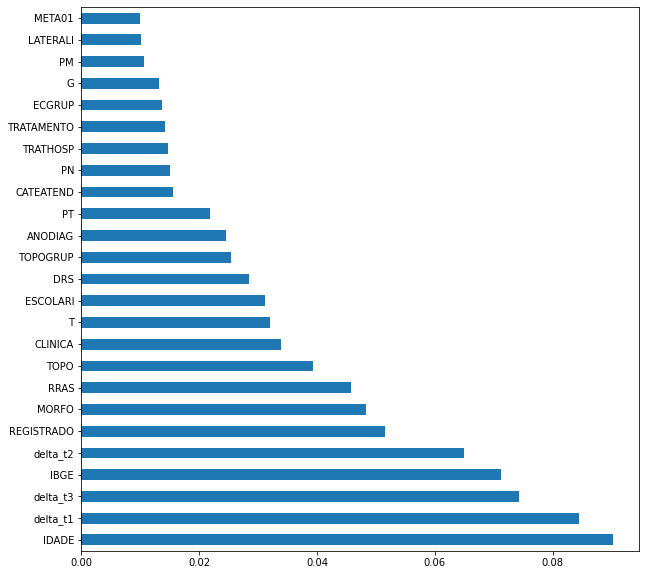 META01
LATERALI
PM
G
ECGRUP
TRATAMENTO
TRATHOSP
PN
CATEATEND
PT
ANODIAG
TOPOGRUP
DRS
ESCOLARI
T
CLINICA
TOPO
RRAS
MORFO
REGISTRADO
delta_t2
IBGE
delta_t3
delta_t1
IDADE
0.00 0.02 0.04 0.06 0.08